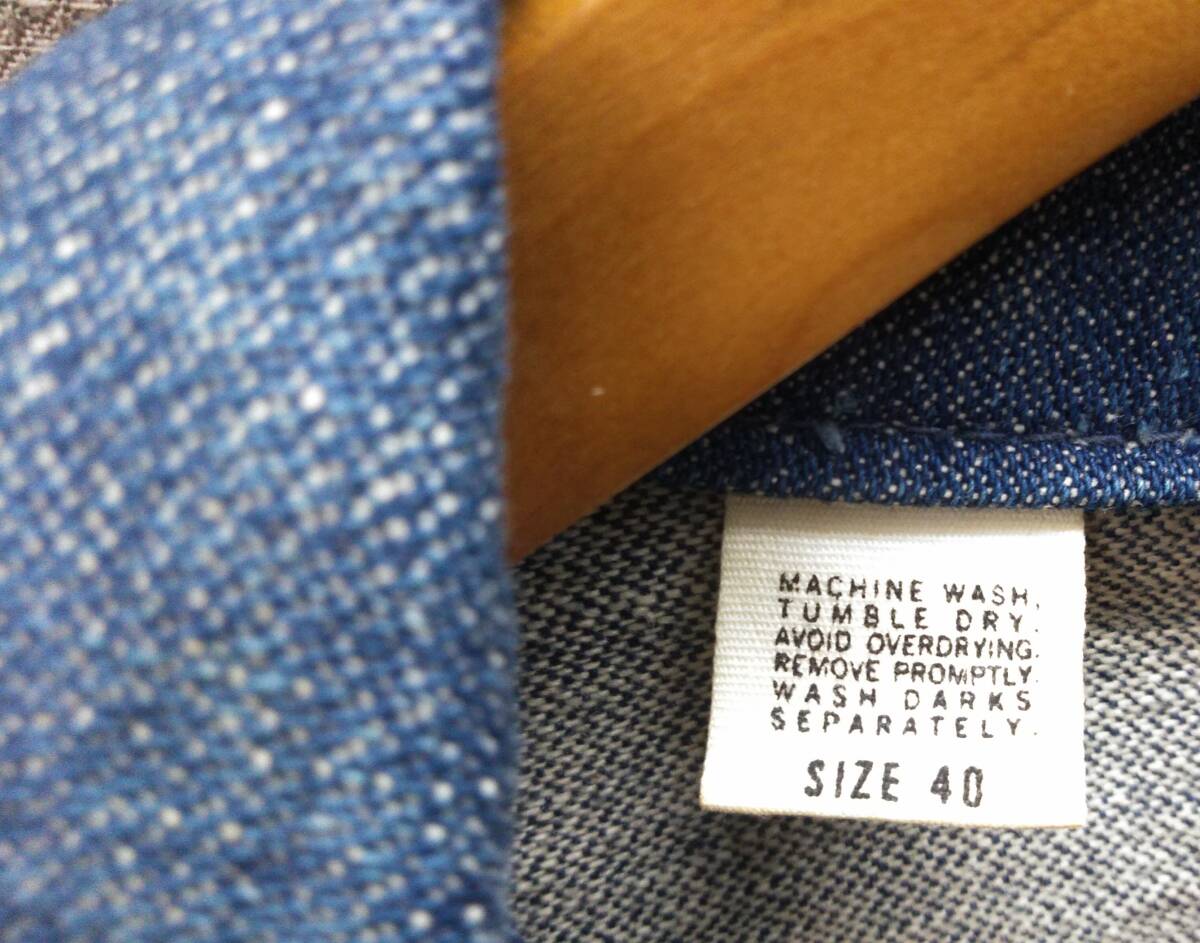 MACHINE WASH,
TUMBLE DRY.
AVOID OVERDRYING.
REMOVE PROMPTLY.
WASH DARKS
SEPARATELY.
SIZE 40